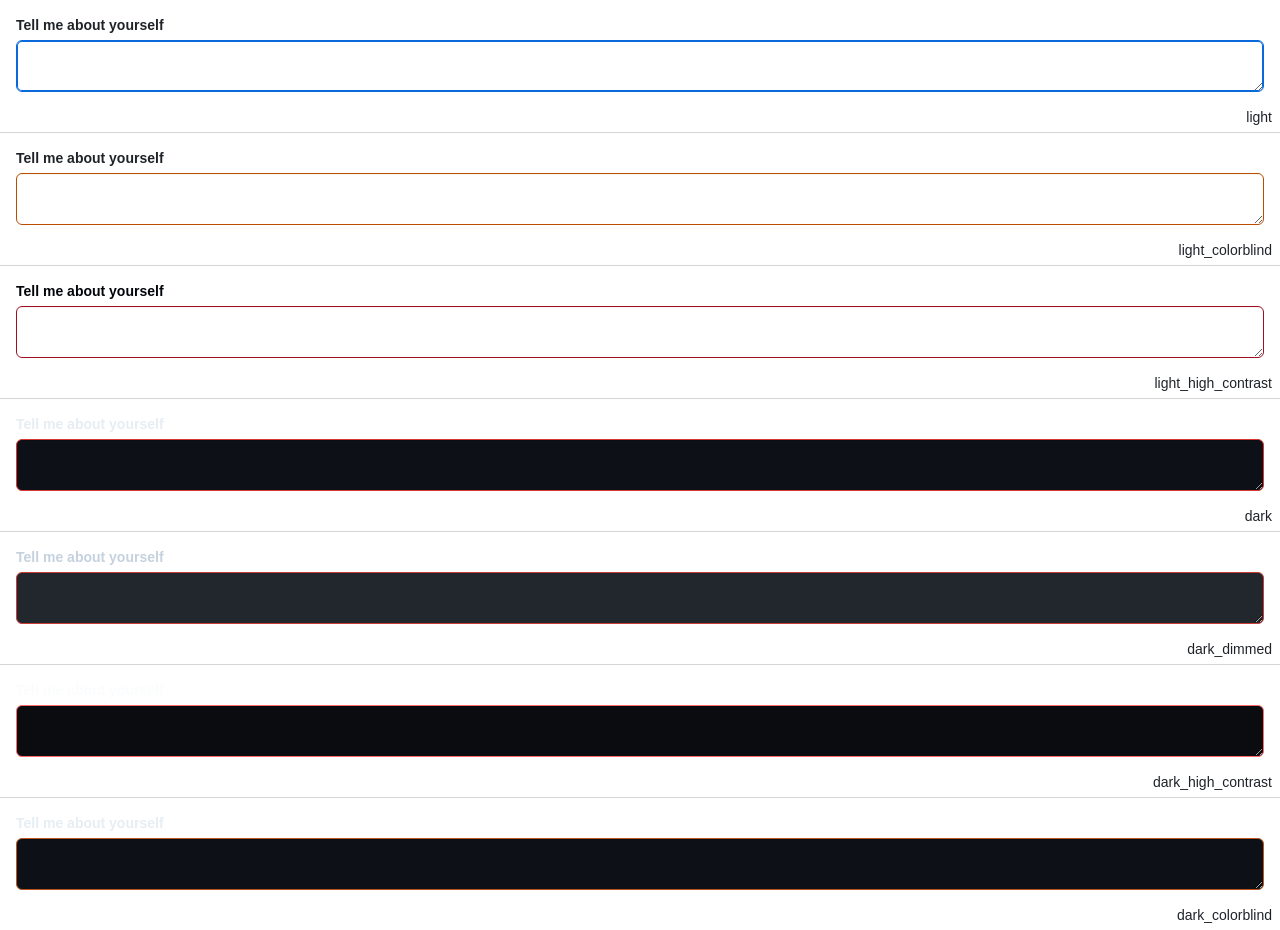 Tell me about yourself
light
Tell me about yourself
light_colorblind
Tell me about yourself
light_high_contrast
Tell me about yourself
dark
Tell me about yourself
dark_dimmed
Tell me about yourself
dark_high_contrast
Tell me about yourself
dark_colorblind